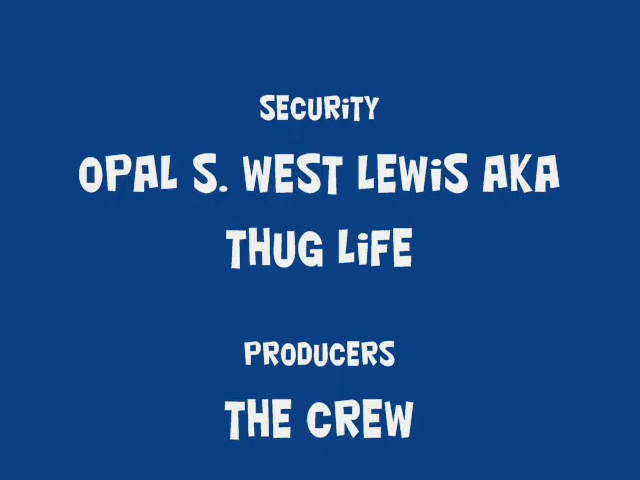 SECURiTY
OPAL S. WEST LEWiS AKA
THUG LiFE
PRODUCERS
THE CREW